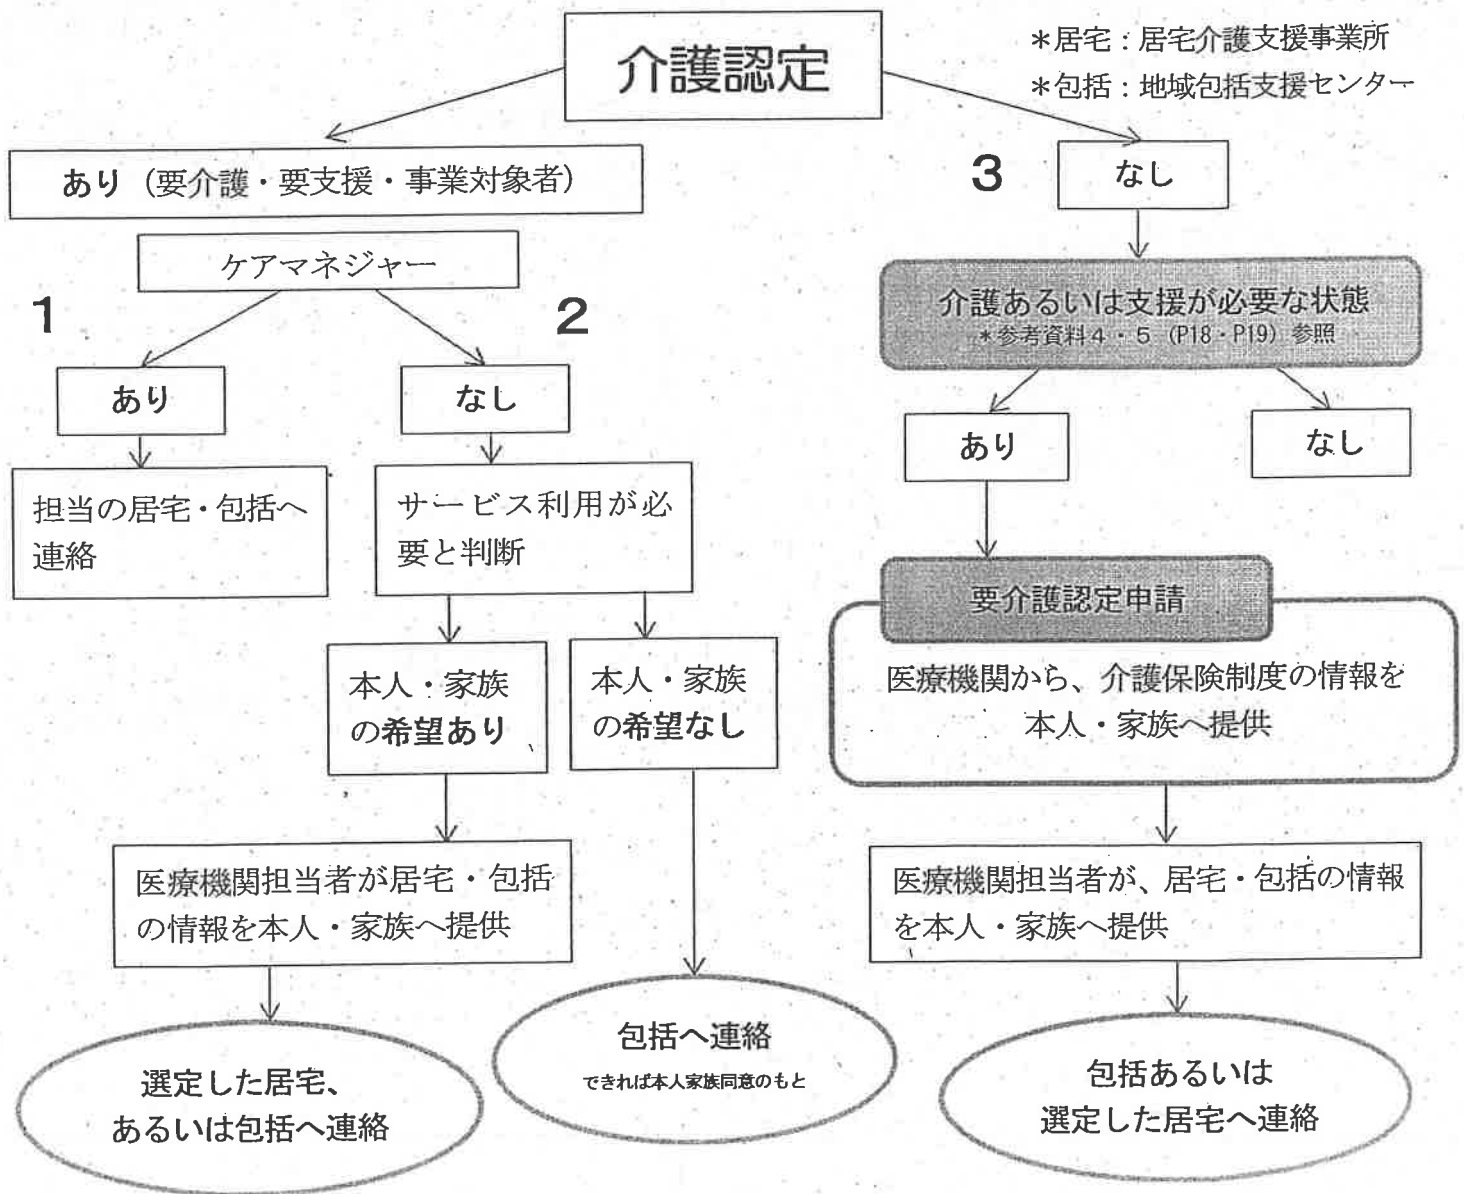 介護認定
＊居宅：居宅介護支援事業所
＊包括：地域包括支援センター
あり（要介護・要支援・事業対象者）
3
なし
ケアマネジャー
1
2
介護あるいは支援が必要な状態
＊参考資料４・５（P18・P19）参照
あり
なし
あり
なし
担当の居宅・包括へ
連絡
サービス利用が必
要と判断
要介護認定申請
医療機関から、介護保険制度の情報を
本人・家族へ提供
本人・家族
の希望あり
本人・家族
の希望なし
医療機関担当者が居宅・包括
の情報を本人・家族へ提供
医療機関担当者が、居宅・包括の情報
を本人・家族へ提供
選定した居宅、
あるいは包括へ連絡
包括へ連絡
できれば本人家族同意のもと
包括あるいは
選定した居宅へ連絡